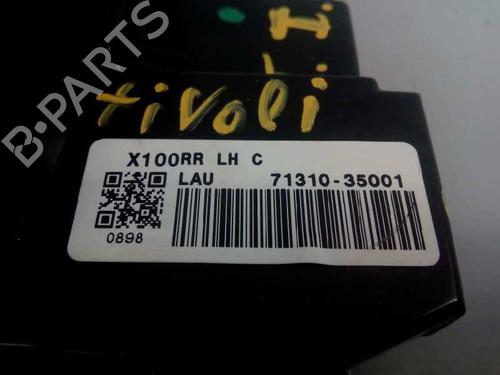 I.
tivoli
B-PARTS
X100RR LH C
LAU 71310-35001
0898